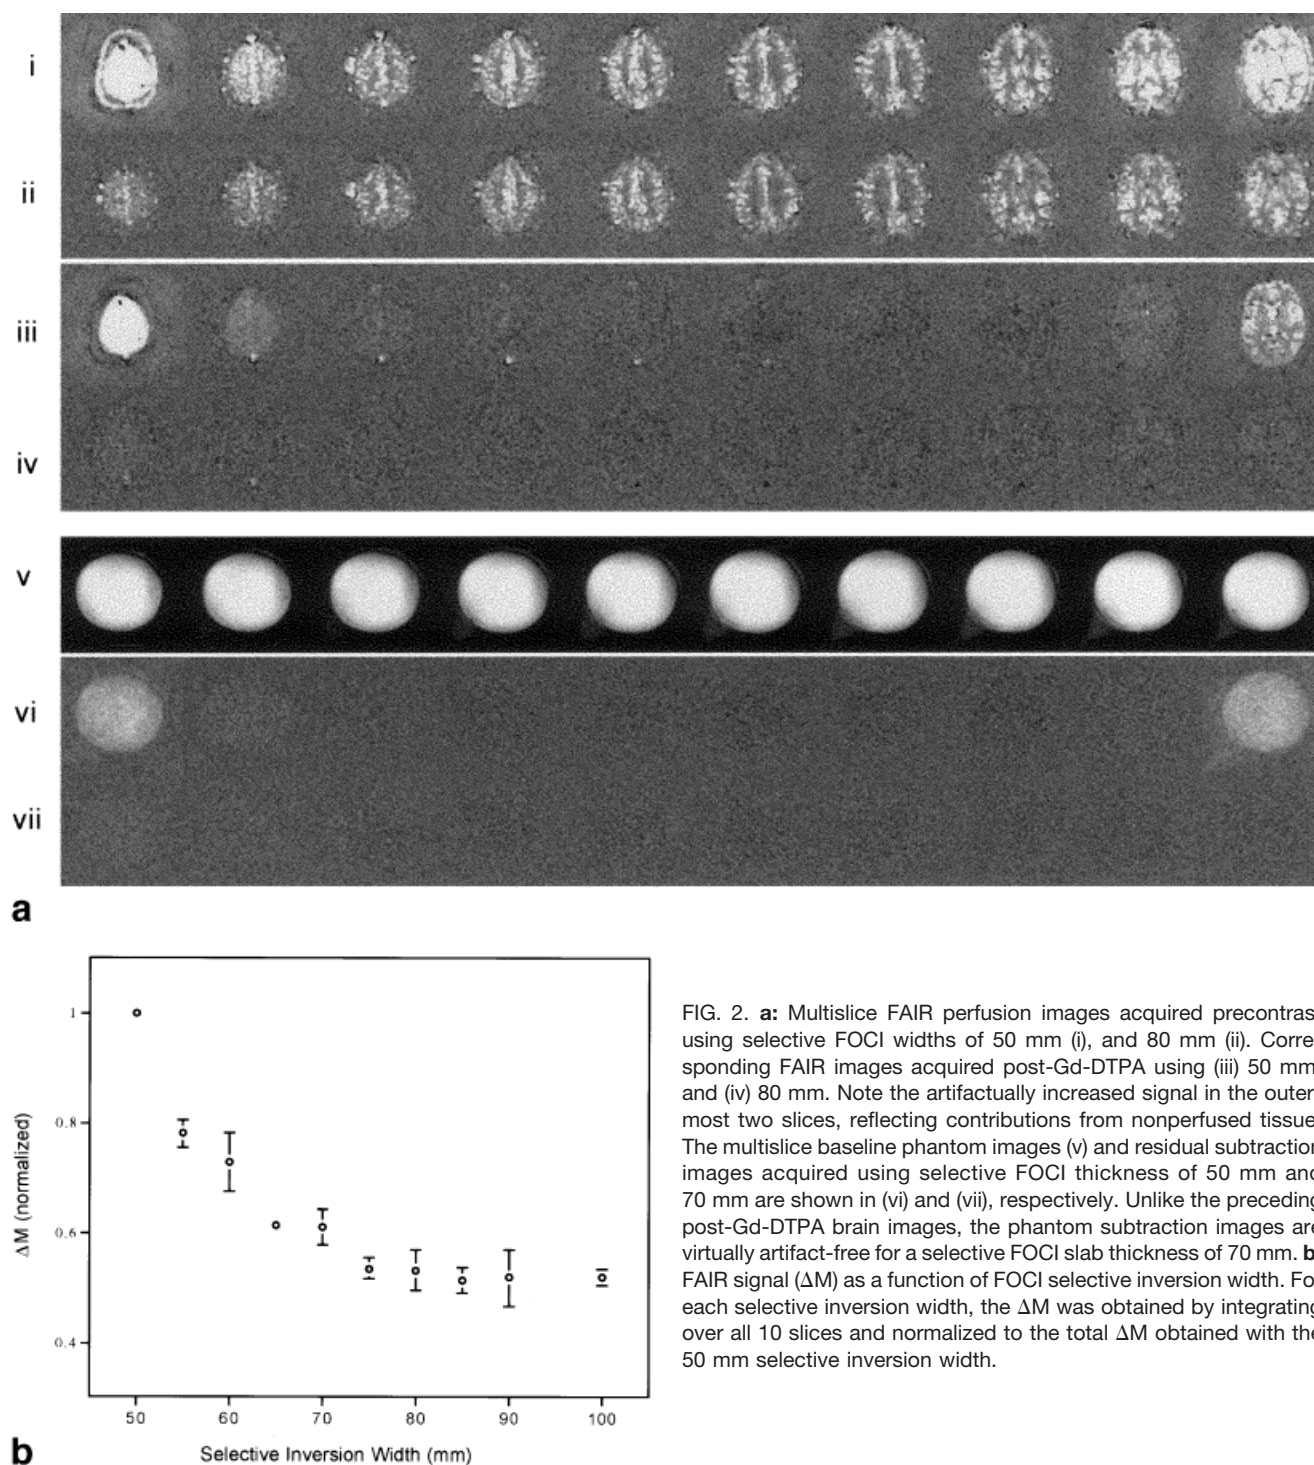 i
ii
iii
iv
v
vi
vii
a
1
0.8
0.6
0.4
ΔM (normalized)
50 60 70 80 90 100
Selective Inversion Width (mm)
b
FIG. 2. a: Multislice FAIR perfusion images acquired precontras
using selective FOCI widths of 50 mm (i), and 80 mm (ii). Corre
sponding FAIR images acquired post-Gd-DTPA using (iii) 50 mm
and (iv) 80 mm. Note the artifactually increased signal in the outer
most two slices, reflecting contributions from nonperfused tissue
The multislice baseline phantom images (v) and residual subtraction
images acquired using selective FOCI thickness of 50 mm and
70 mm are shown in (vi) and (vii), respectively. Unlike the preceding
post-Gd-DTPA brain images, the phantom subtraction images are
virtually artifact-free for a selective FOCI slab thickness of 70 mm. b
FAIR signal (ΔM) as a function of FOCI selective inversion width. Fo
each selective inversion width, the ΔM was obtained by integrating
over all 10 slices and normalized to the total ΔM obtained with the
50 mm selective inversion width.